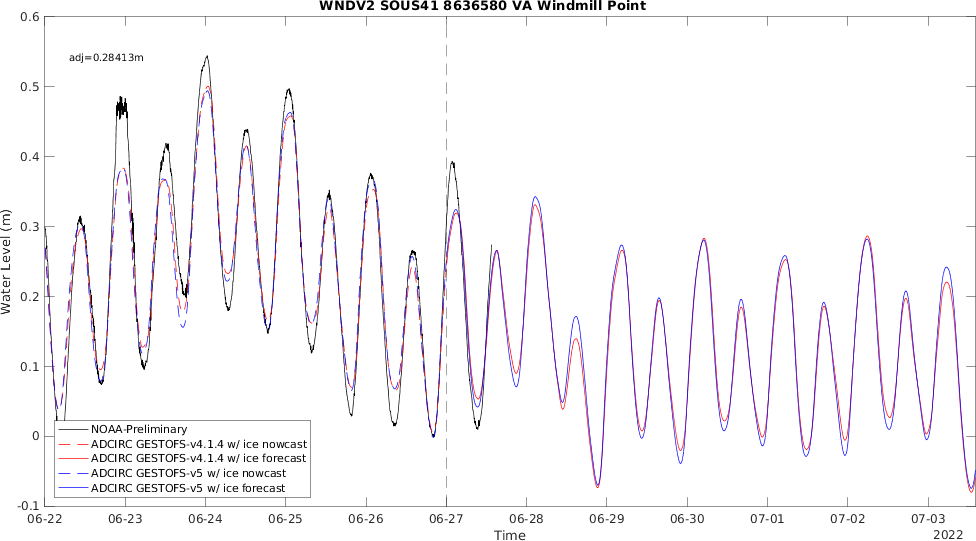 WNDV2 SOUS41 8636580 VA Windmill Point
adj=0.28413m
0.6
0.5
0.4
0.3
0.2
0.1
0
-0.1
Water Level (m)
NOAA-Preliminary
ADCIRC GESTOFS-v4.1.4 w/ ice nowcast
ADCIRC GESTOFS-v4.1.4 w/ ice forecast
ADCIRC GESTOFS-v5 w/ ice nowcast
ADCIRC GESTOFS-v5 w/ ice forecast
06-22 06-23 06-24 06-25 06-26 06-27 06-28 06-29 06-30 07-01 07-02 07-03
Time
2022